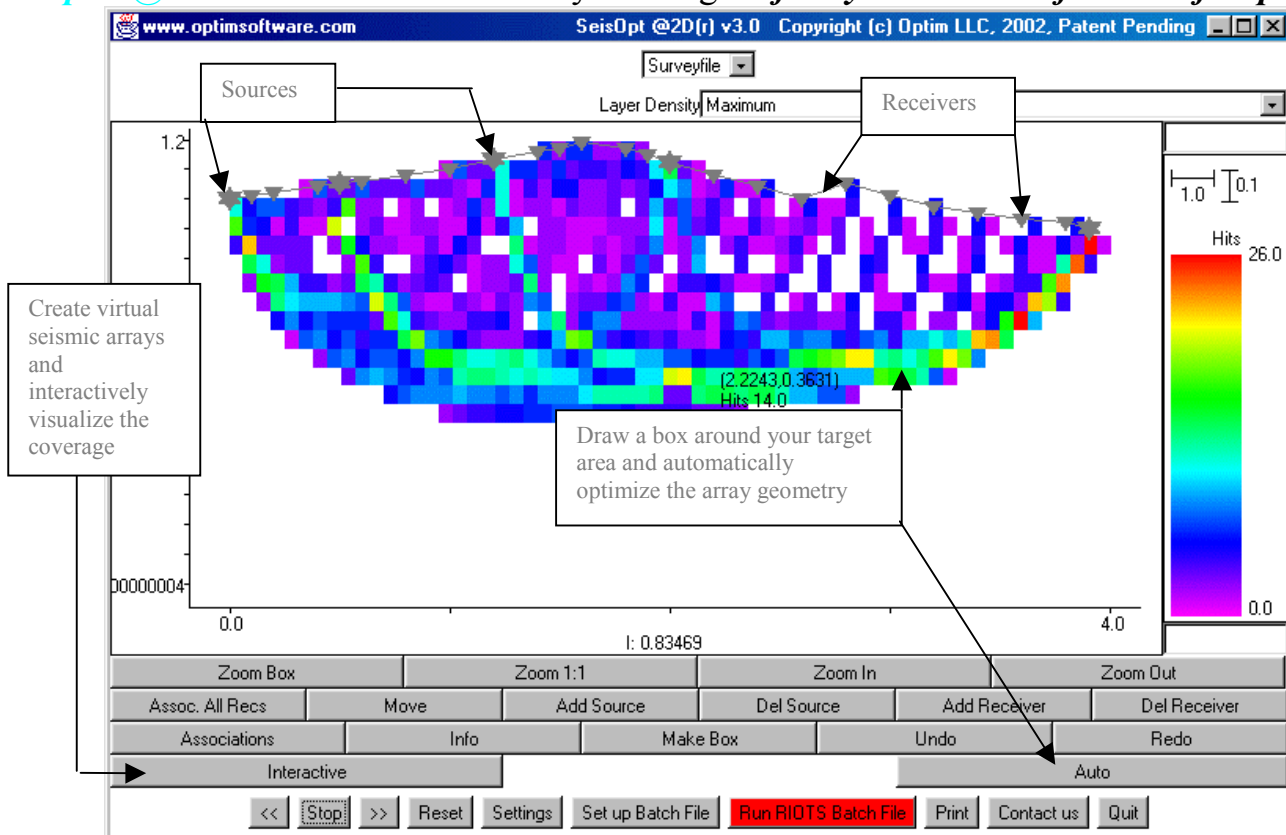 www.optimsoftware.com SeisOpt @2D(r) v3.0 Copyright (c) Optim LLC, 2002, Patent Pending
Surveyfile
Layer Density Maximum
Sources
Receivers
1.2
1.0 0.1
Hits
26.0
0.0
Create virtual
seismic arrays
and
interactively
visualize the
coverage
(2.2243,0.3631)
Hits 14.0
Draw a box around your target
area and automatically
optimize the array geometry
00000004
0.0 4.0
I: 0.83469
Zoom Box Zoom 1:1 Zoom In Zoom Out
Assoc. All Recs Move Add Source Del Source Add Receiver Del Receiver
Associations Info Make Box Undo Redo
Interactive Auto
<< Stop >> Reset Settings Set up Batch File Run RIOTS Batch File Print Contact us Quit